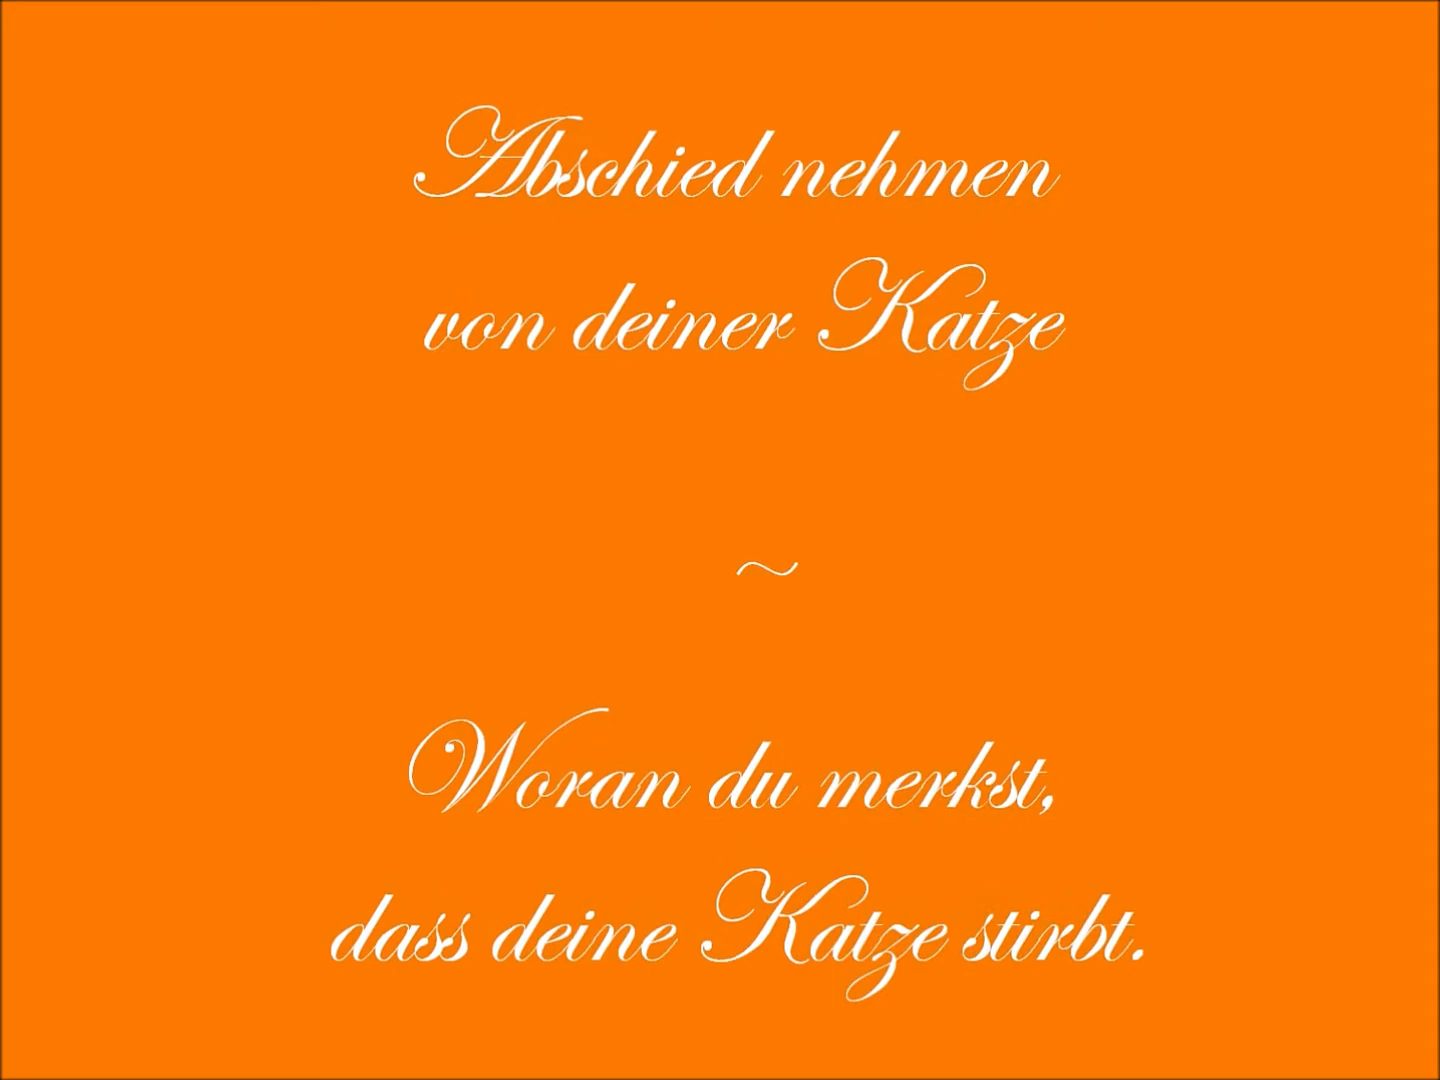 Abschied nehmen
von deiner Katze
~
Woran du merkst,
dass deine Katze stirbt.